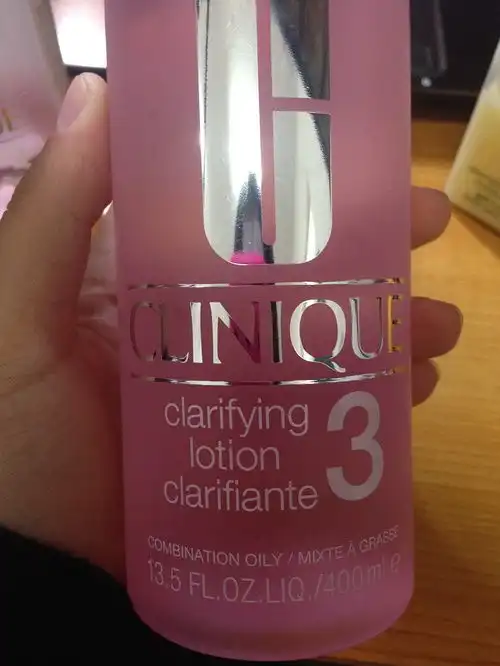 CLINIQUE
clarifying
lotion
clarifiante
3
COMBINATION OILY / MIXTE À GRASSE
13.5 FL.OZ.LIQ./400ml e